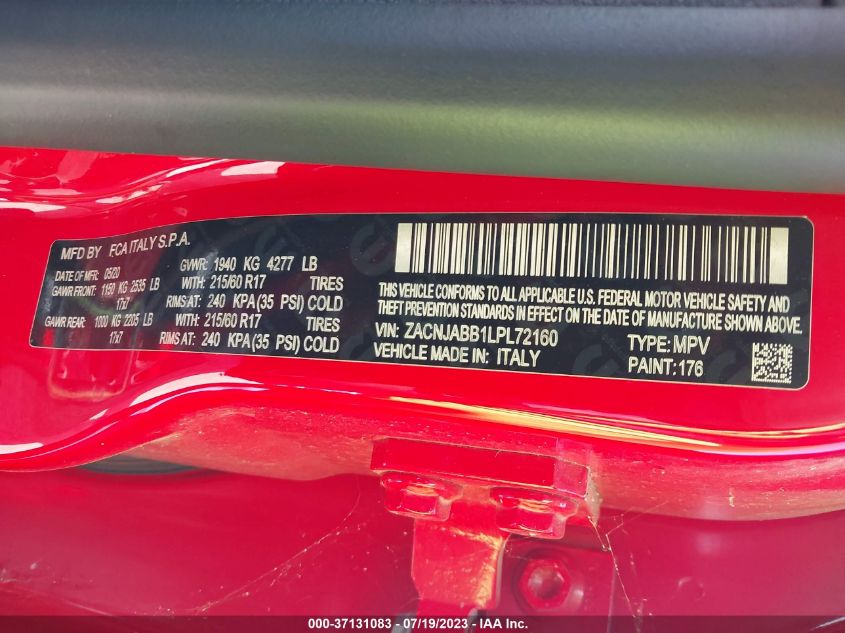 MFD BY FCA ITALY S.P.A.
DATE OF MFR: 05/20 GVWR: 1940 KG 4277 LB
GAWR FRONT: 1150 KG 2535 LB WITH: 215/60 R17 TIRES
17x7 RIMS AT: 240 KPA(35 PSI) COLD
GAWR REAR: 1000 KG 2205 LB WITH: 215/60 R17 TIRES
17x7 RIMS AT: 240 KPA(35 PSI) COLD
THIS VEHICLE CONFORMS TO ALL APPLICABLE U.S. FEDERAL MOTOR VEHICLE SAFETY AND
THEFT PREVENTION STANDARDS IN EFFECT ON THE DATE OF MANUFACTURE SHOWN ABOVE.
VIN: ZACNJABB1LPL72160 TYPE: MPV
VEHICLE MADE IN: ITALY PAINT: 176
000-37131083 - 07/19/2023 - IAA Inc.